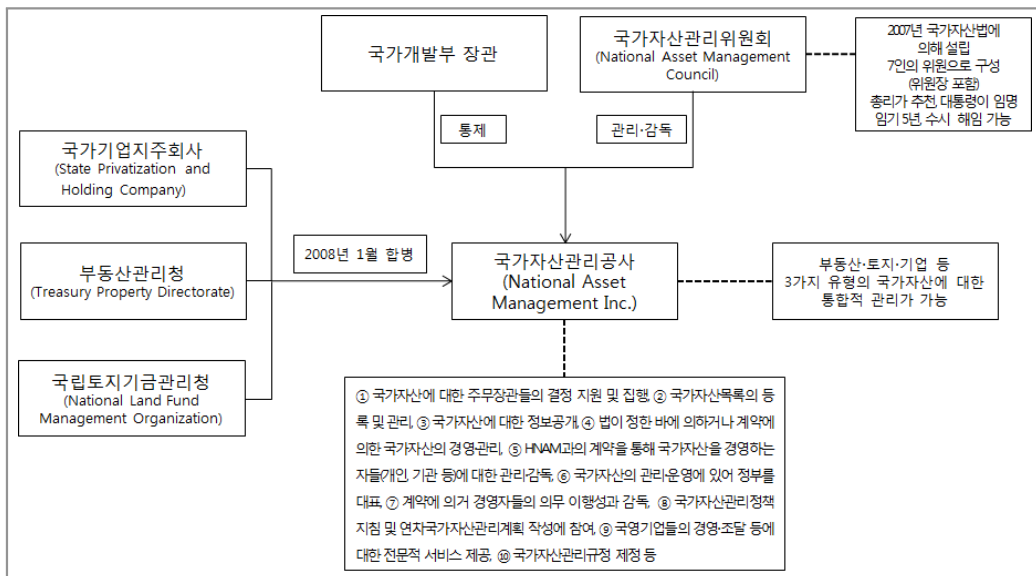 국가개발부 장관
국가자산관리위원회
(National Asset Management
Council)
2007년 국가자산법에
의해 설립
7인의 위원으로 구성
(위원장 포함)
총리가 추천, 대통령이 임명
임기 5년, 수시 해임 가능
통제
관리·감독
국가기업지주회사
(State Privatization and
Holding Company)
부동산관리청
(Treasury Property Directorate)
국립토지기금관리청
(National Land Fund
Management Organization)
2008년 1월 합병
국가자산관리공사
(National Asset
Management Inc.)
부동산·토지·기업 등
3가지 유형의 국가자산에 대한
통합적 관리가 가능
① 국가자산에 대한 주무장관들의 결정 지원 및 집행, ② 국가자산목록의 등
록 및 관리, ③ 국가자산에 대한 정보공개, ④ 법이 정한 바에 의하거나 계약에
의한 국가자산의 경영·관리, ⑤ HNAM과의 계약을 통해 국가자산을 경영하는
자들(개인, 기관 등)에 대한 관리·감독, ⑥ 국가자산의 관리·운영에 있어 정부를
대표, ⑦ 계약에 의거 경영자들의 의무 이행성과 감독, ⑧ 국가자산관리정책
지침 및 연차국가자산관리계획 작성에 참여, ⑨ 국영기업들의 경영·조달 등에
대한 전문적 서비스 제공, ⑩ 국가자산관리규정 제정 등